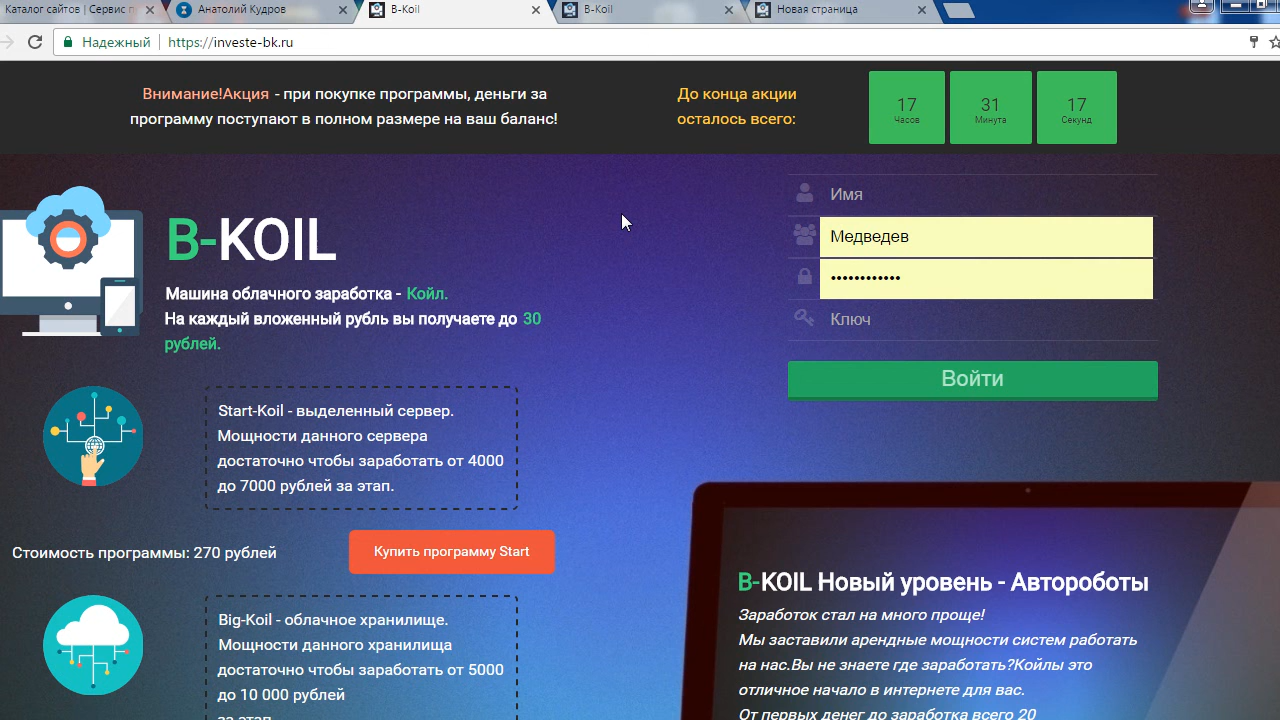 Каталог сайтов | Сервис п
Анатолий Кудров
B-Koil
B-Koil
Новая страница
Надежный
https://investe-bk.ru
Внимание!Акция - при покупке программы, деньги за
программу поступают в полном размере на ваш баланс!
До конца акции
осталось всего:
17
Часов
31
Минута
17
Секунд
B-KOIL
Машина облачного заработка - Койл.
На каждый вложенный рубль вы получаете до 30
рублей.
Имя
Медведев
••••••••••••
Ключ
Войти
Start-Koil - выделенный сервер.
Мощности данного сервера
достаточно чтобы заработать от 4000
до 7000 рублей за этап.
Стоимость программы: 270 рублей
Купить программу Start
Big-Koil - облачное хранилище.
Мощности данного хранилища
достаточно чтобы заработать от 5000
до 10 000 рублей
за этап.
B-KOIL Новый уровень - Автороботы
Заработок стал на много проще!
Мы заставили арендные мощности систем работать
на нас.Вы не знаете где заработать?Койлы это
отличное начало в интернете для вас.
От первых денег до заработка всего 20